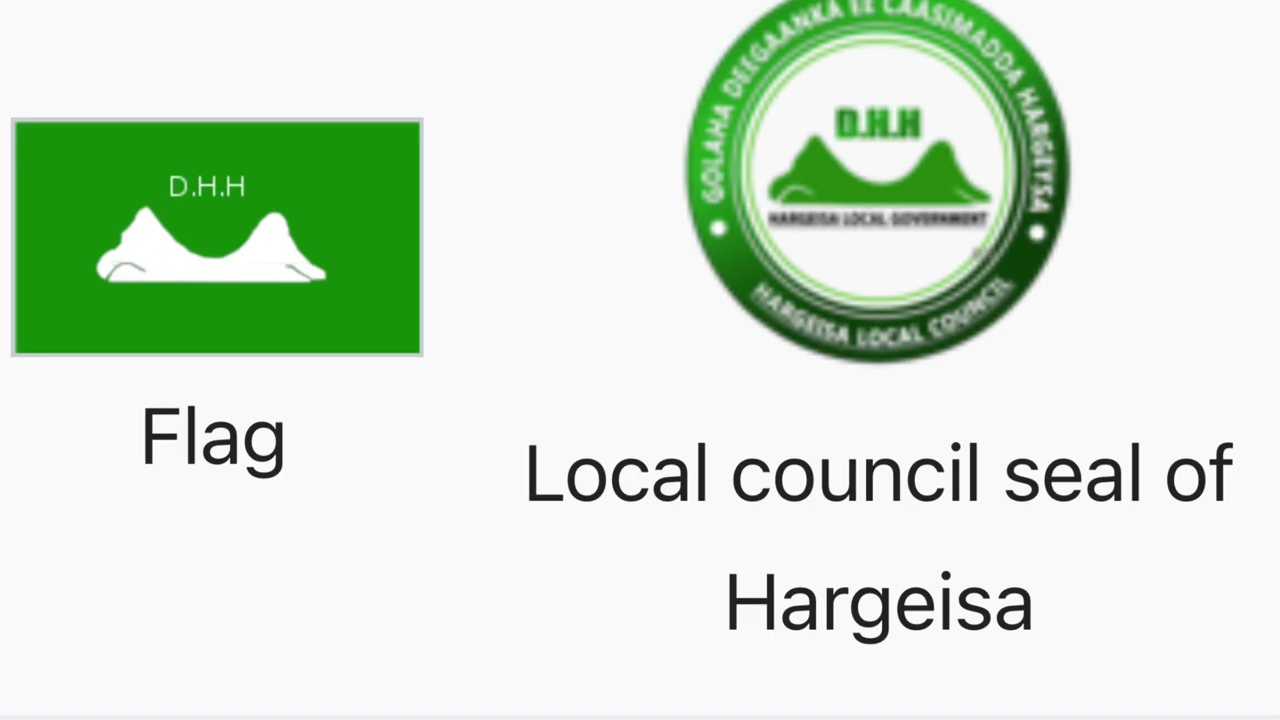 D.H.H
Flag
GOLAHA DEEGAANKA EE CAASIMADDA HARGEYSA
D.H.H
HARGEISA LOCAL GOVERNMENT
HARGEISA LOCAL COUNCIL
Local council seal of
Hargeisa